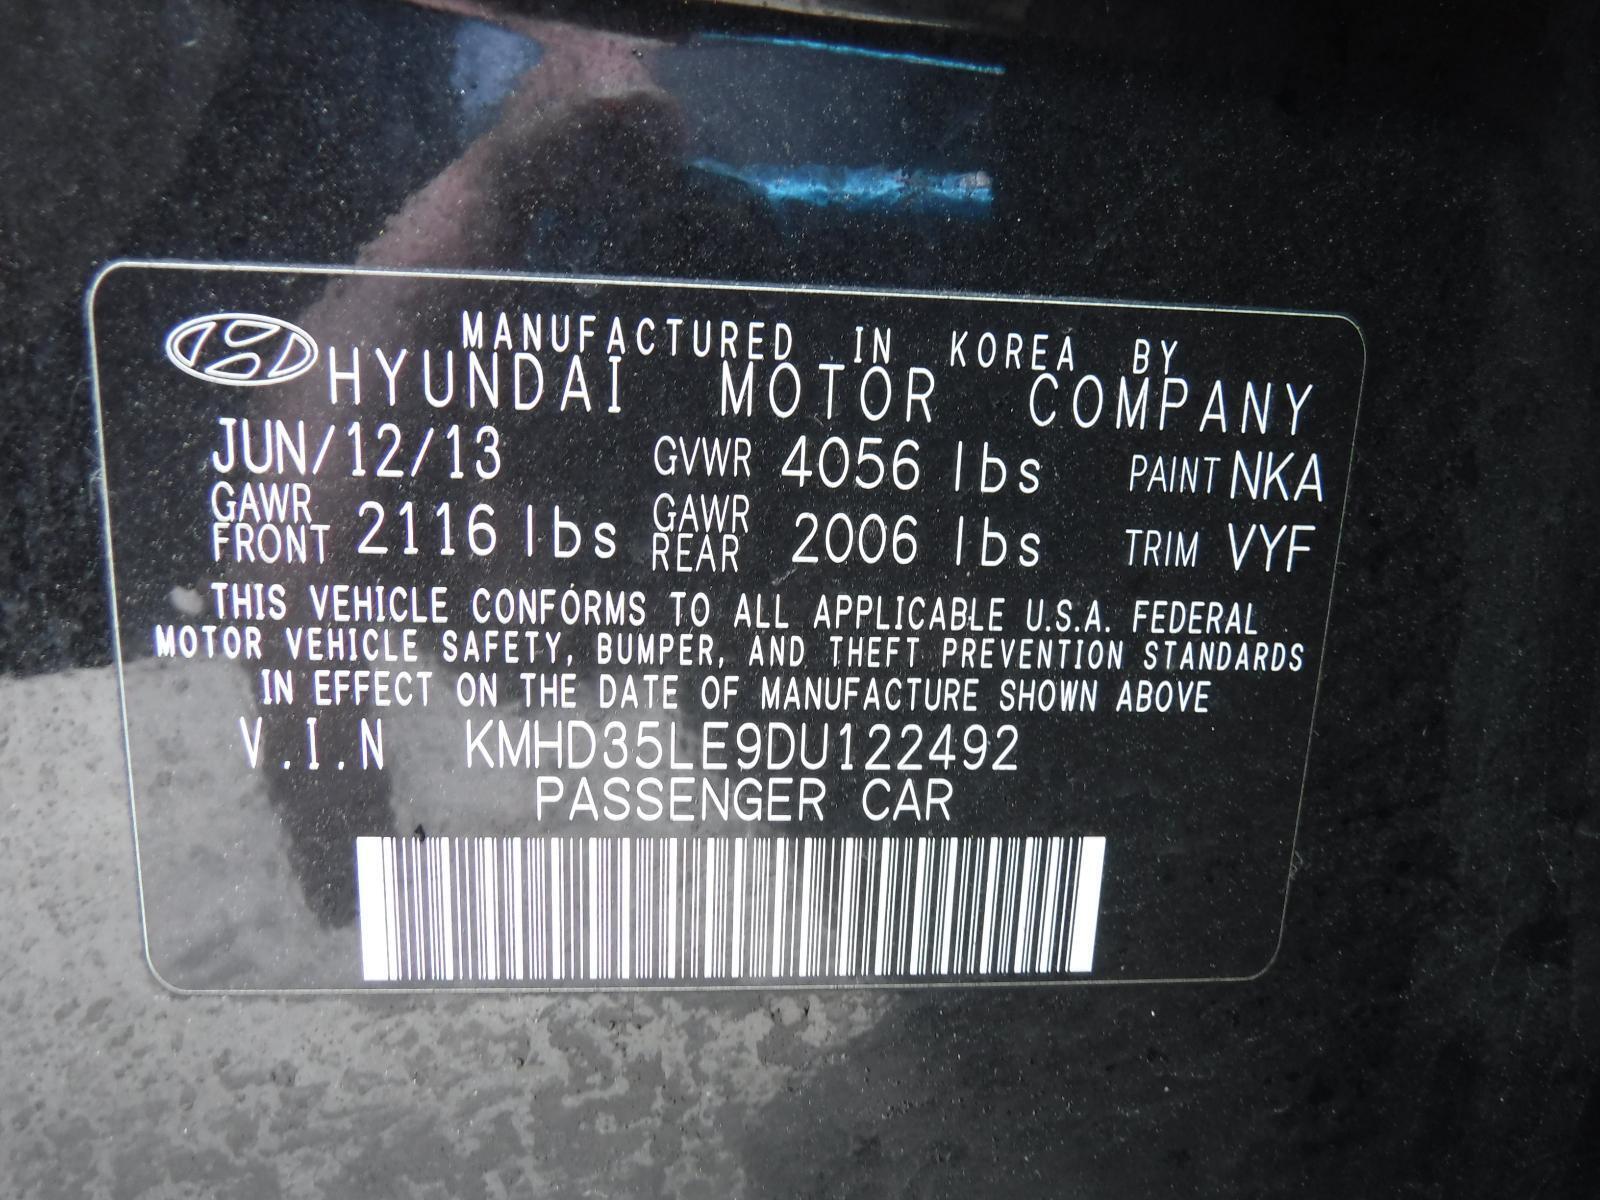 MANUFACTURED IN KOREA BY
HYUNDAI MOTOR COMPANY
JUN/12/13 GVWR 4056 lbs PAINT NKA
GAWR FRONT 2116 lbs GAWR REAR 2006 lbs TRIM VYF
THIS VEHICLE CONFORMS TO ALL APPLICABLE U.S.A. FEDERAL
MOTOR VEHICLE SAFETY, BUMPER, AND THEFT PREVENTION STANDARDS
IN EFFECT ON THE DATE OF MANUFACTURE SHOWN ABOVE
V.I.N KMHD35LE9DU122492
PASSENGER CAR